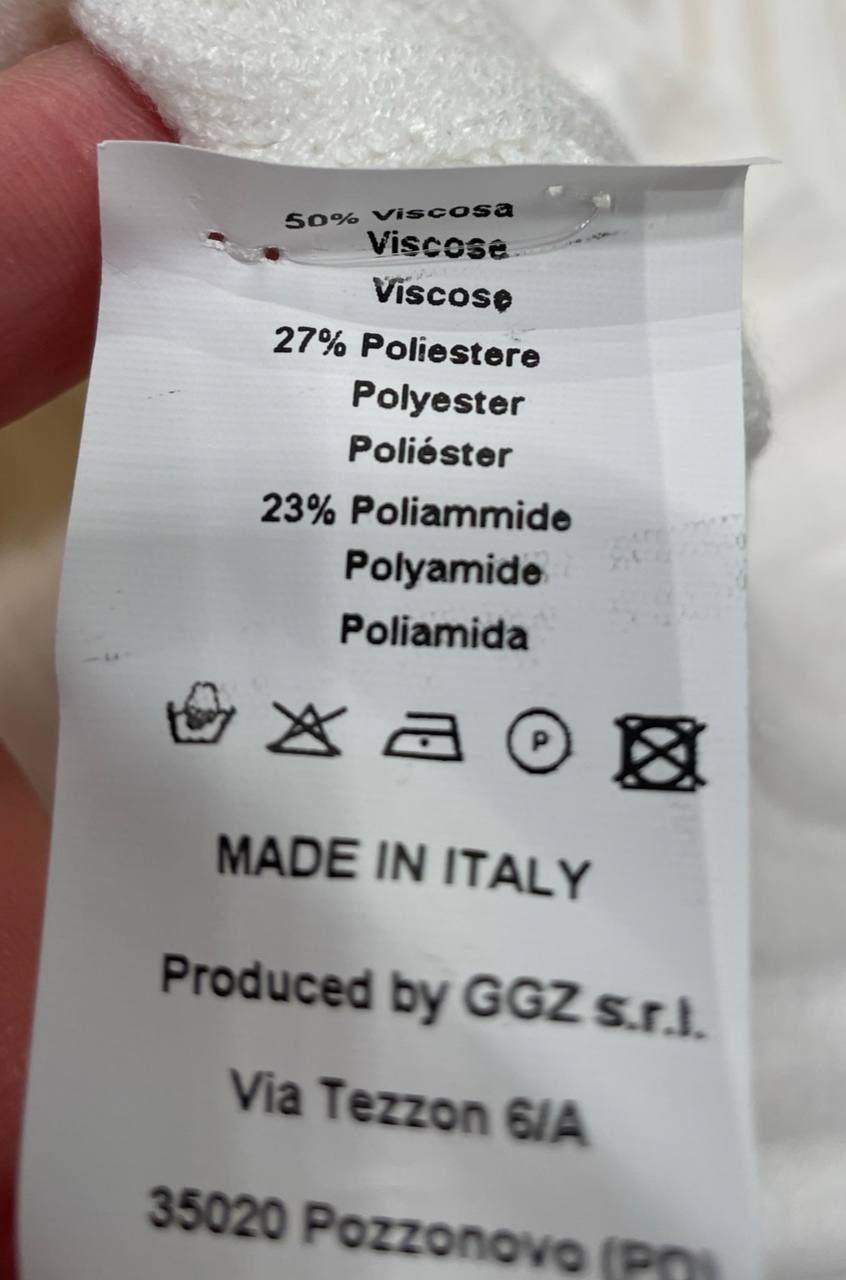 50% Viscosa
Viscose
Viscose
27% Poliestere
Polyester
Poliéster
23% Poliammide
Polyamide
Poliamida
P
MADE IN ITALY
Produced by GGZ s.r.l.
Via Tezzon 6/A
35020 Pozzonovo (PD)